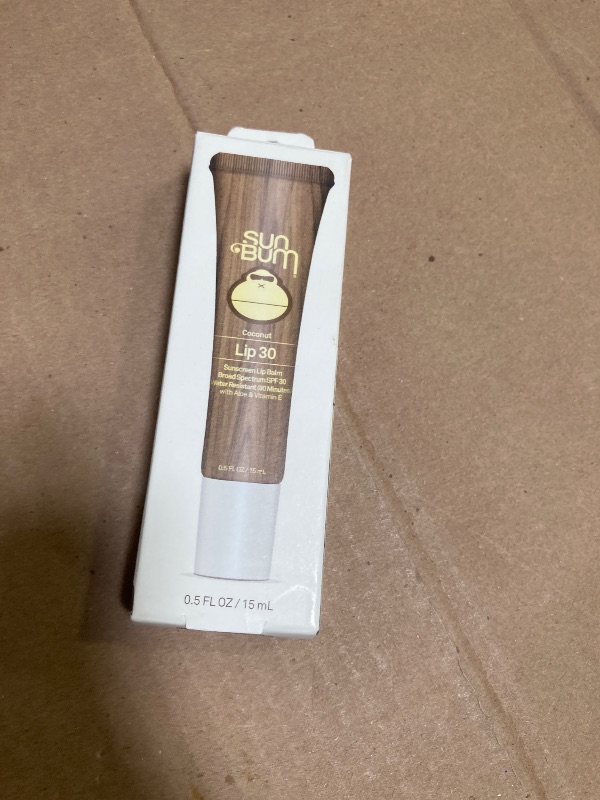 Sun
Bum
Coconut
Lip 30
Sunscreen Lip Balm
Broad Spectrum SPF 30
Water Resistant (80 Minutes)
with Aloe & Vitamin E
0.5 FL OZ / 15 mL
0.5 FL OZ / 15 mL